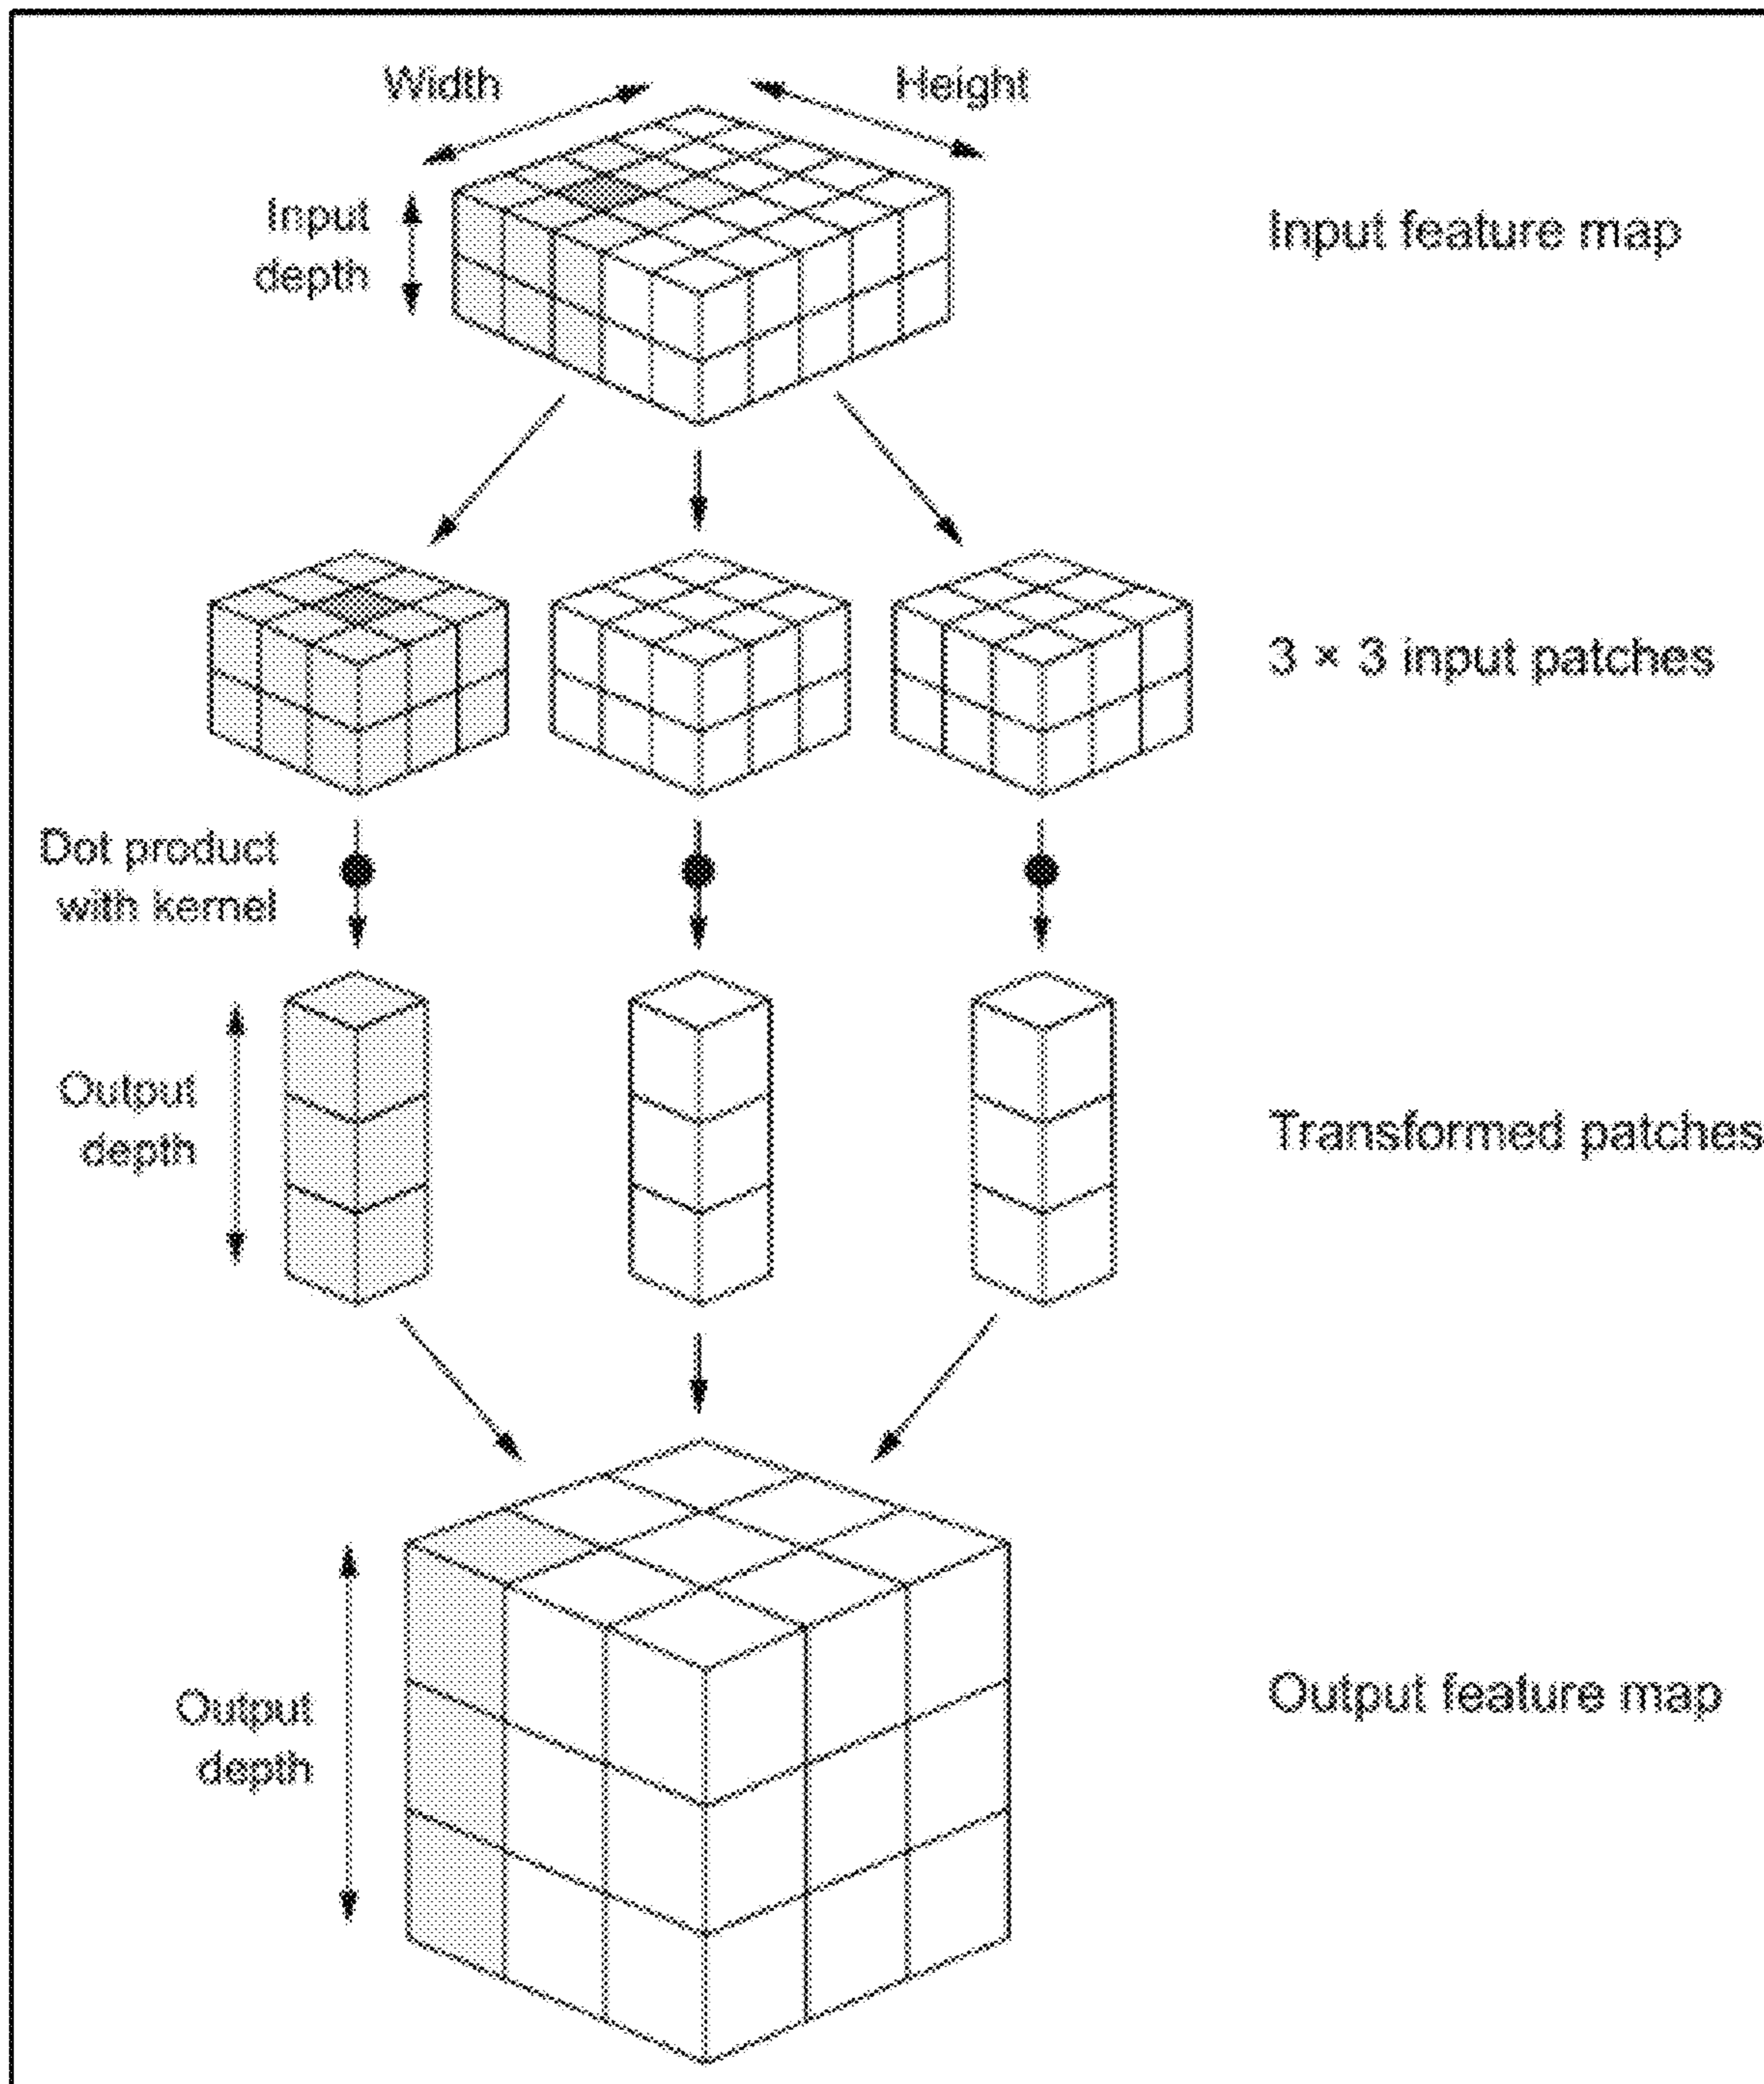 Width
Height
Input
depth
Input feature map
3 × 3 input patches
Dot product
with kernel
Output
depth
Transformed patches
Output
depth
Output feature map